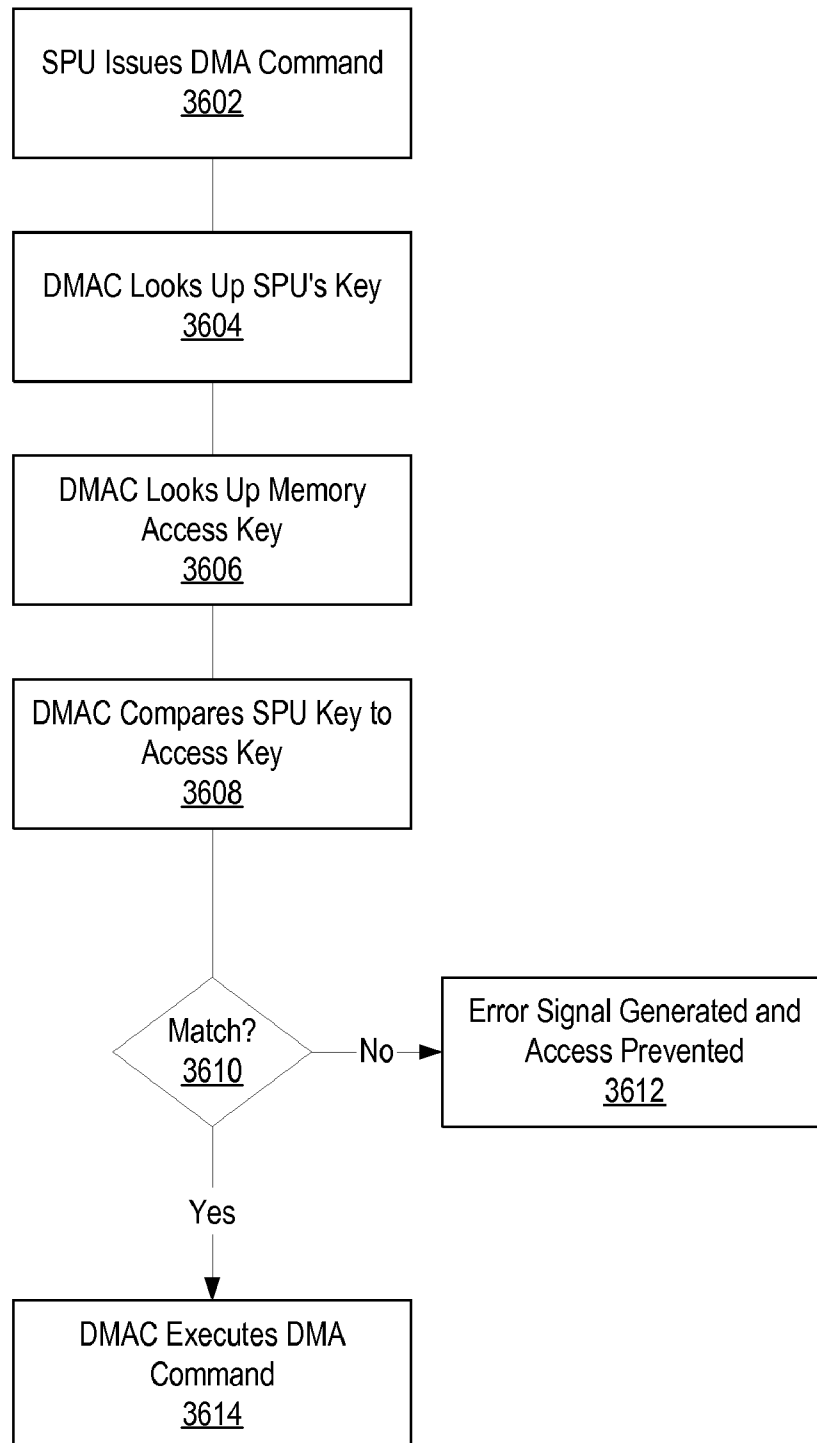 SPU Issues DMA Command
3602
DMAC Looks Up SPU's Key
3604
DMAC Looks Up Memory
Access Key
3606
DMAC Compares SPU Key to
Access Key
3608
Match?
3610
No
Error Signal Generated and
Access Prevented
3612
Yes
DMAC Executes DMA
Command
3614